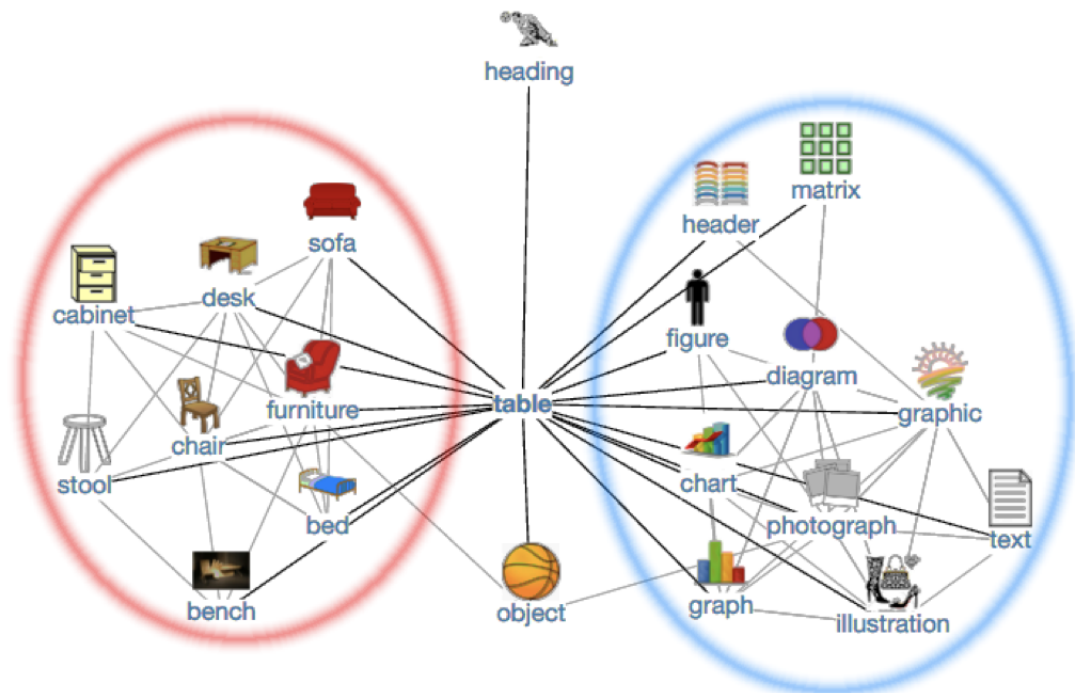 heading
matrix
header
sofa
desk
cabinet
figure
diagram
furniture
table
graphic
chair
stool
chart
bed
photograph
text
bench
object
graph
illustration